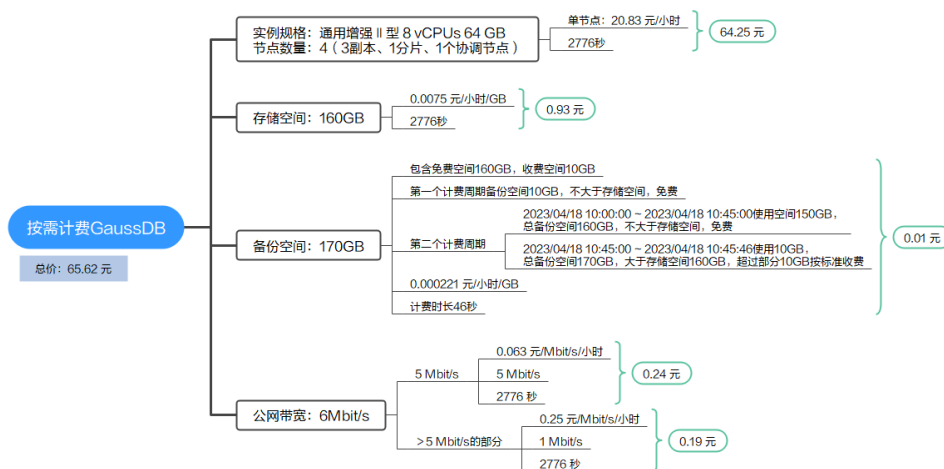 按需计费GaussDB
总价：65.62 元
实例规格：通用增强 II 型 8 vCPUs 64 GB
节点数量：4（3副本、1分片、1个协调节点）
单节点：20.83 元/小时
2776秒
64.25 元
存储空间：160GB
0.0075 元/小时/GB
2776秒
0.93 元
备份空间：170GB
包含免费空间160GB，收费空间10GB
第一个计费周期备份空间10GB，不大于存储空间，免费
第二个计费周期
2023/04/18 10:00:00 ~ 2023/04/18 10:45:00使用空间150GB，
总备份空间160GB，不大于存储空间，免费
2023/04/18 10:45:00 ~ 2023/04/18 10:45:46使用10GB，
总备份空间170GB，大于存储空间160GB，超过部分10GB按标准收费
0.000221 元/小时/GB
计费时长46秒
0.01 元
公网带宽：6Mbit/s
5 Mbit/s
0.063 元/Mbit/s/小时
5 Mbit/s
2776 秒
0.24 元
＞5 Mbit/s的部分
0.25 元/Mbit/s/小时
1 Mbit/s
2776 秒
0.19 元